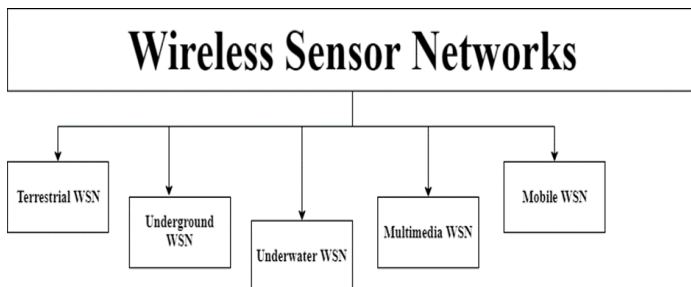 Wireless Sensor Networks
Terrestrial WSN
Underground
WSN
Underwater WSN
Multimedia WSN
Mobile WSN